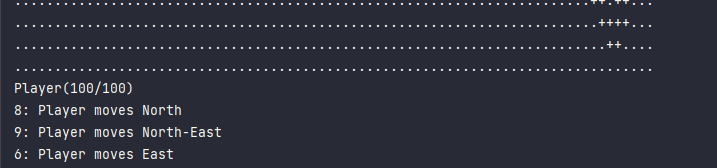 ........................................................................++.++...
.........................................................................++++...
..........................................................................++....
................................................................................
Player(100/100)
8: Player moves North
9: Player moves North-East
6: Player moves East